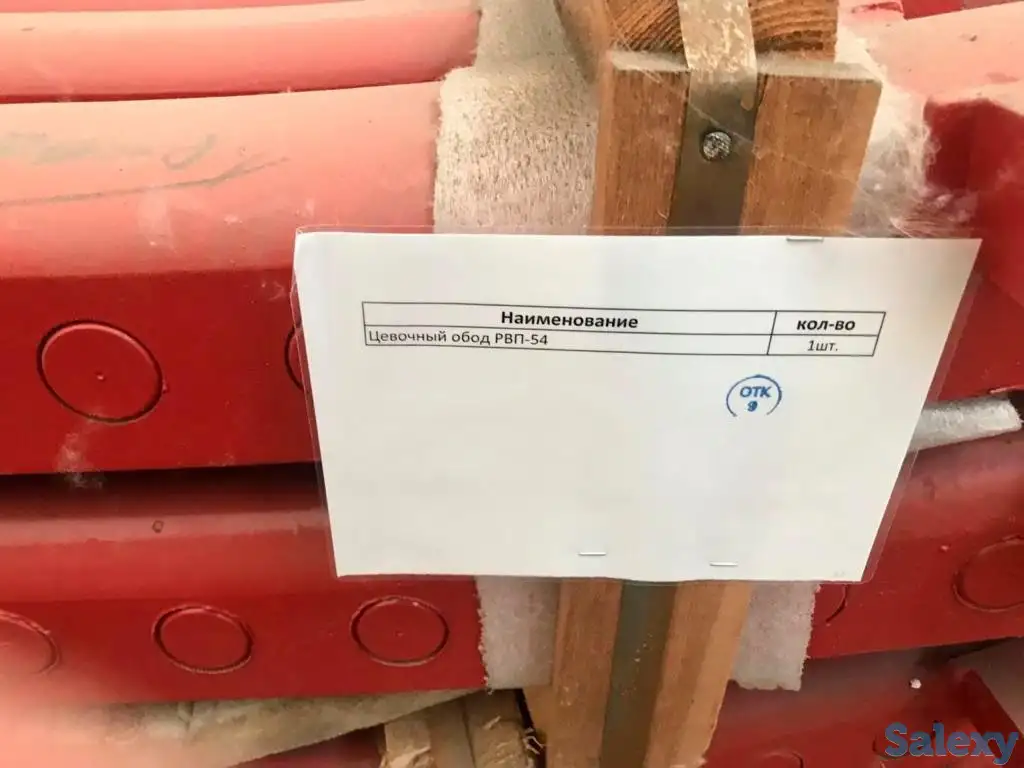 Наименование кол-во
Цевочный обод РВП-54 1шт.
ОТК
9
Salexy